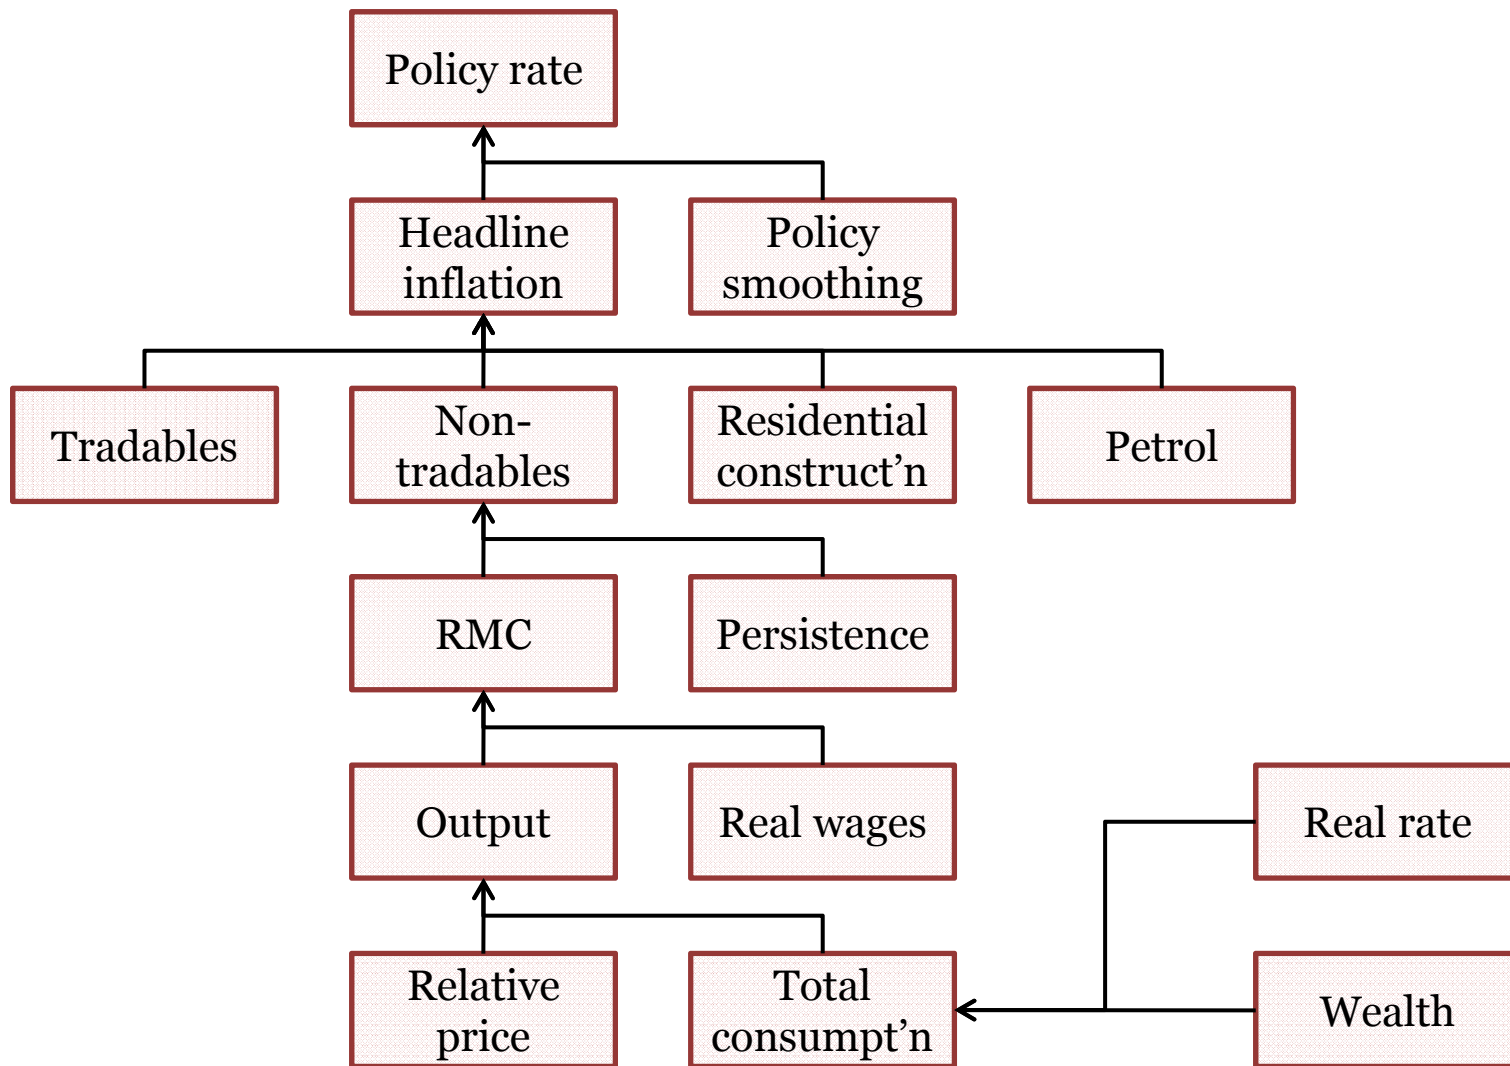 Policy rate
Headline
inflation
Policy
smoothing
Tradables
Non-
tradables
Residential
construct’n
Petrol
RMC
Persistence
Output
Real wages
Real rate
Relative
price
Total
consumpt’n
Wealth